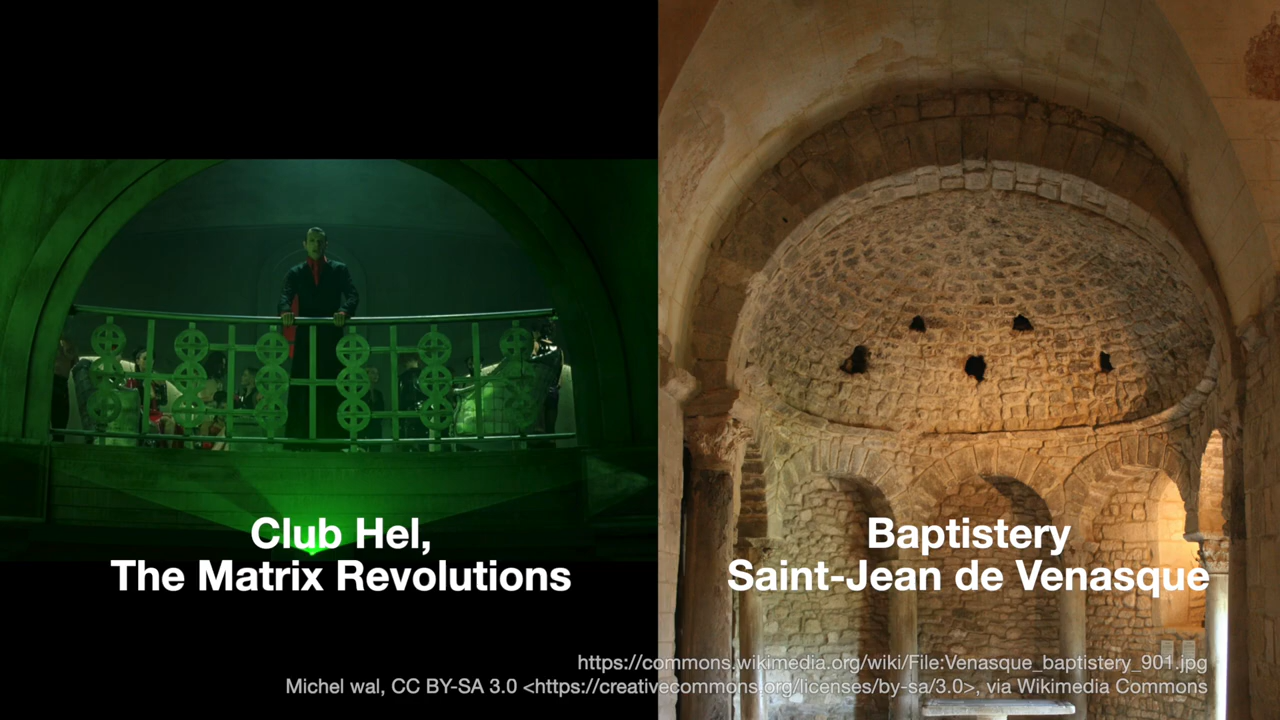 Club Hel,
The Matrix Revolutions
Baptistery
Saint-Jean de Venasque
https://commons.wikimedia.org/wiki/File:Venasque_baptistery_901.jpg
Michel wal, CC BY-SA 3.0 <https://creativecommons.org/licenses/by-sa/3.0>, via Wikimedia Commons